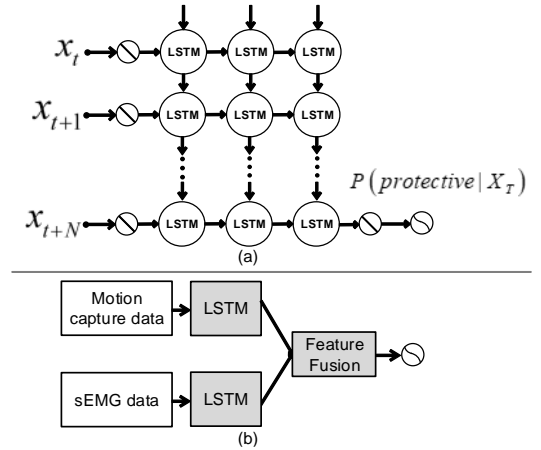 x_t LSTM LSTM LSTM
x_{t+1} LSTM LSTM LSTM
P(protective | X_T)
x_{t+N} LSTM LSTM LSTM
(a)
Motion
capture data
LSTM
Feature
Fusion
sEMG data
LSTM
(b)